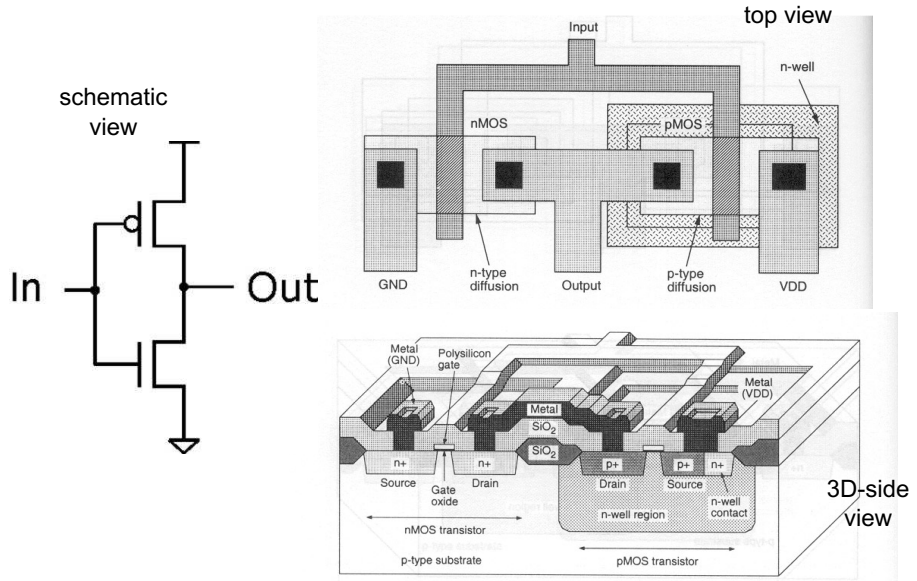 top view
Input
n-well
schematic
view
nMOS
pMOS
n-type
diffusion
p-type
diffusion
GND
Output
VDD
In
Out
Metal
(GND)
Polysilicon
gate
Metal
(VDD)
Metal
SiO2
SiO2
n+
n+
p+
p+
n+
Source
Gate
oxide
Drain
Drain
Source
n-well
contact
n-well region
3D-side
view
nMOS transistor
p-type substrate
pMOS transistor